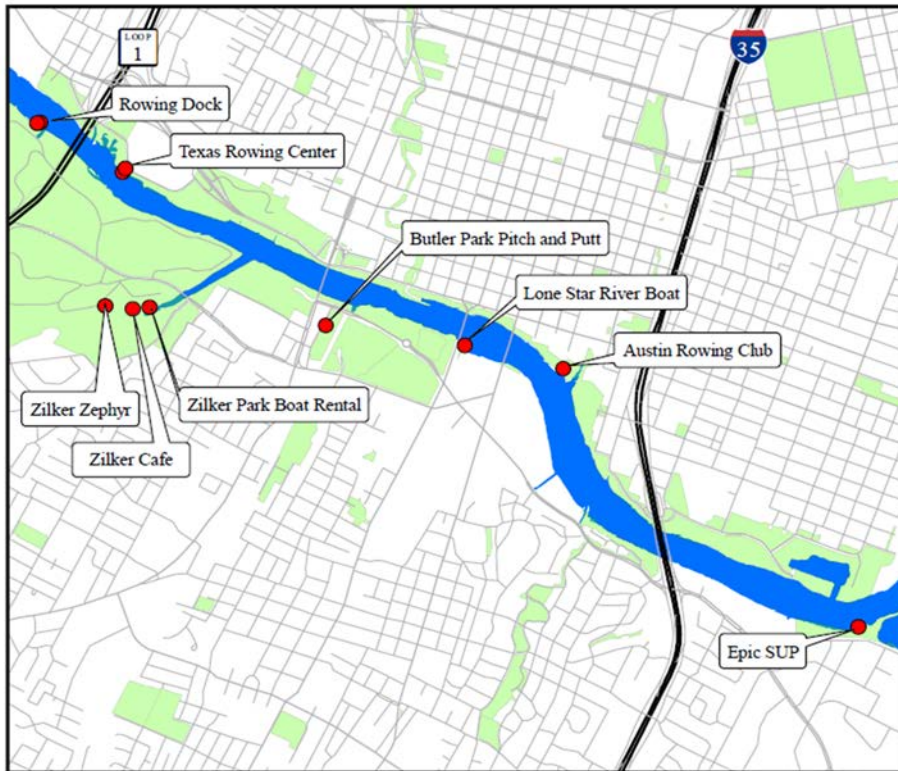 LOOP
1
35
Rowing Dock
Texas Rowing Center
Butler Park Pitch and Putt
Lone Star River Boat
Austin Rowing Club
Zilker Zephyr
Zilker Park Boat Rental
Zilker Cafe
Epic SUP